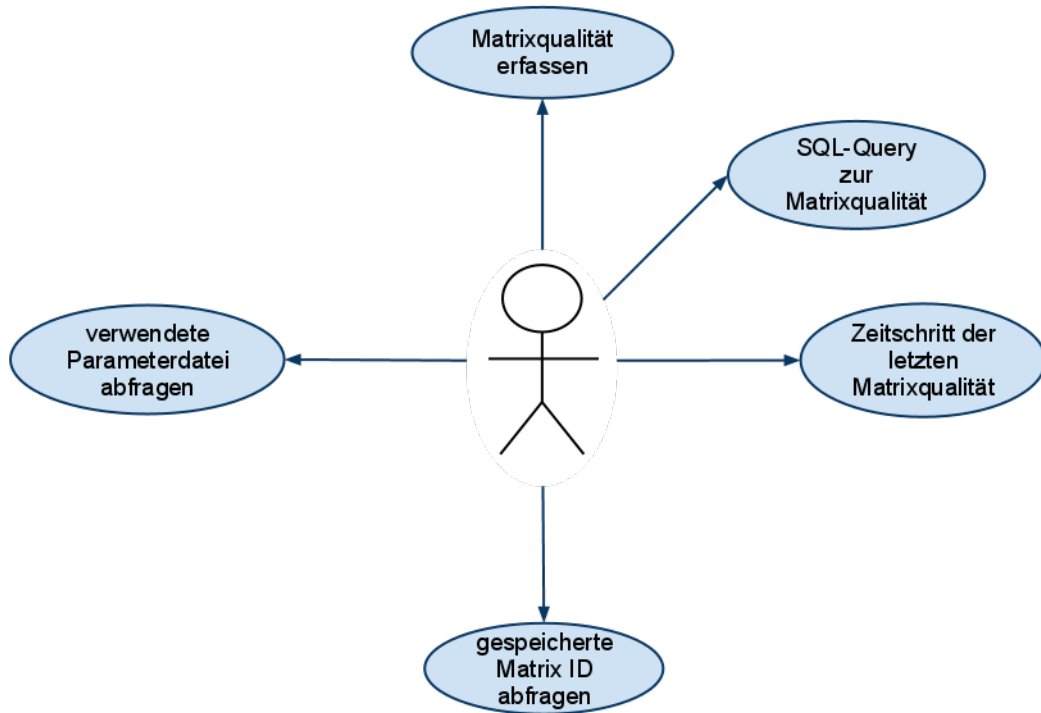 Matrixqualität
erfassen
SQL-Query
zur
Matrixqualität
verwendete
Parameterdatei
abfragen
Zeitschritt der
letzten
Matrixqualität
gespeicherte
Matrix ID
abfragen